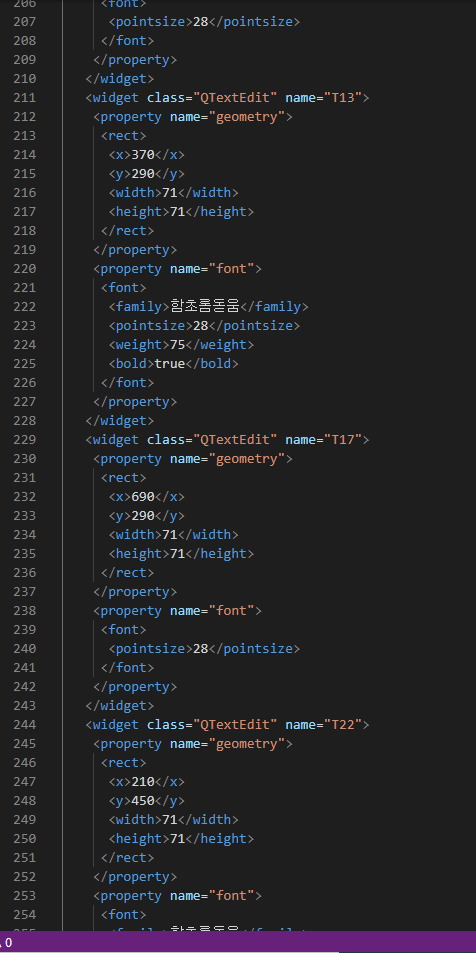 206 <font>
207 <pointsize>28</pointsize>
208 </font>
209 </property>
210 </widget>
211 <widget class="QTextEdit" name="T13">
212 <property name="geometry">
213 <rect>
214 <x>370</x>
215 <y>290</y>
216 <width>71</width>
217 <height>71</height>
218 </rect>
219 </property>
220 <property name="font">
221 <font>
222 <family>함초롬돋움</family>
223 <pointsize>28</pointsize>
224 <weight>75</weight>
225 <bold>true</bold>
226 </font>
227 </property>
228 </widget>
229 <widget class="QTextEdit" name="T17">
230 <property name="geometry">
231 <rect>
232 <x>690</x>
233 <y>290</y>
234 <width>71</width>
235 <height>71</height>
236 </rect>
237 </property>
238 <property name="font">
239 <font>
240 <pointsize>28</pointsize>
241 </font>
242 </property>
243 </widget>
244 <widget class="QTextEdit" name="T22">
245 <property name="geometry">
246 <rect>
247 <x>210</x>
248 <y>450</y>
249 <width>71</width>
250 <height>71</height>
251 </rect>
252 </property>
253 <property name="font">
254 <font>
255 <family>함초롬돋움</family>
0